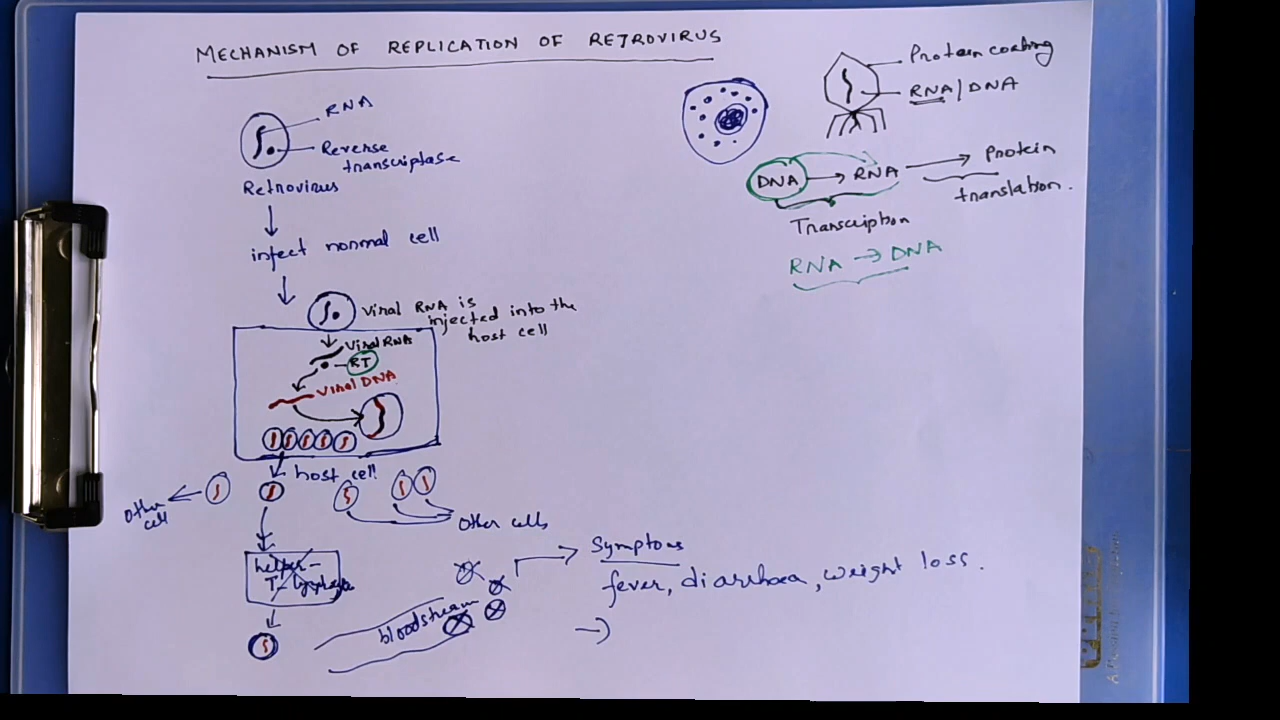 MECHANISM OF REPLICATION OF RETROVIRUS
RNA
Reverse
transcriptase
Retrovirus
infect normal cell
Viral RNA is
injected into the
host cell
Viral RNA
RT
Viral DNA
host cell
Other
cell
Other cells
helper-
T-
bloodstream
Symptoms
fever, diarrhoea, weight loss.
Protein coating
RNA/DNA
DNA → RNA → Protein
Transcription
translation.
RNA → DNA